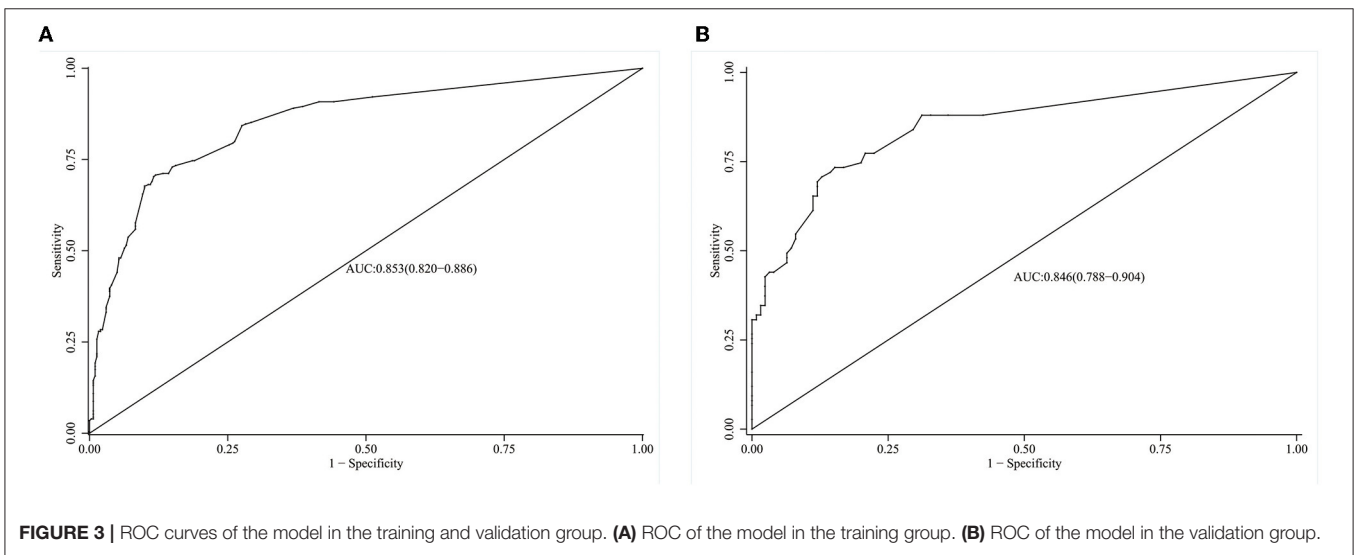 A
1.00
0.75
0.50
0.25
0.00
Sensitivity
AUC:0.853(0.820−0.886)
0.00 0.25 0.50 0.75 1.00
1 − Specificity
B
1.00
0.75
0.50
0.25
0.00
Sensitivity
AUC:0.846(0.788−0.904)
0.00 0.25 0.50 0.75 1.00
1 − Specificity
FIGURE 3 | ROC curves of the model in the training and validation group. (A) ROC of the model in the training group. (B) ROC of the model in the validation group.